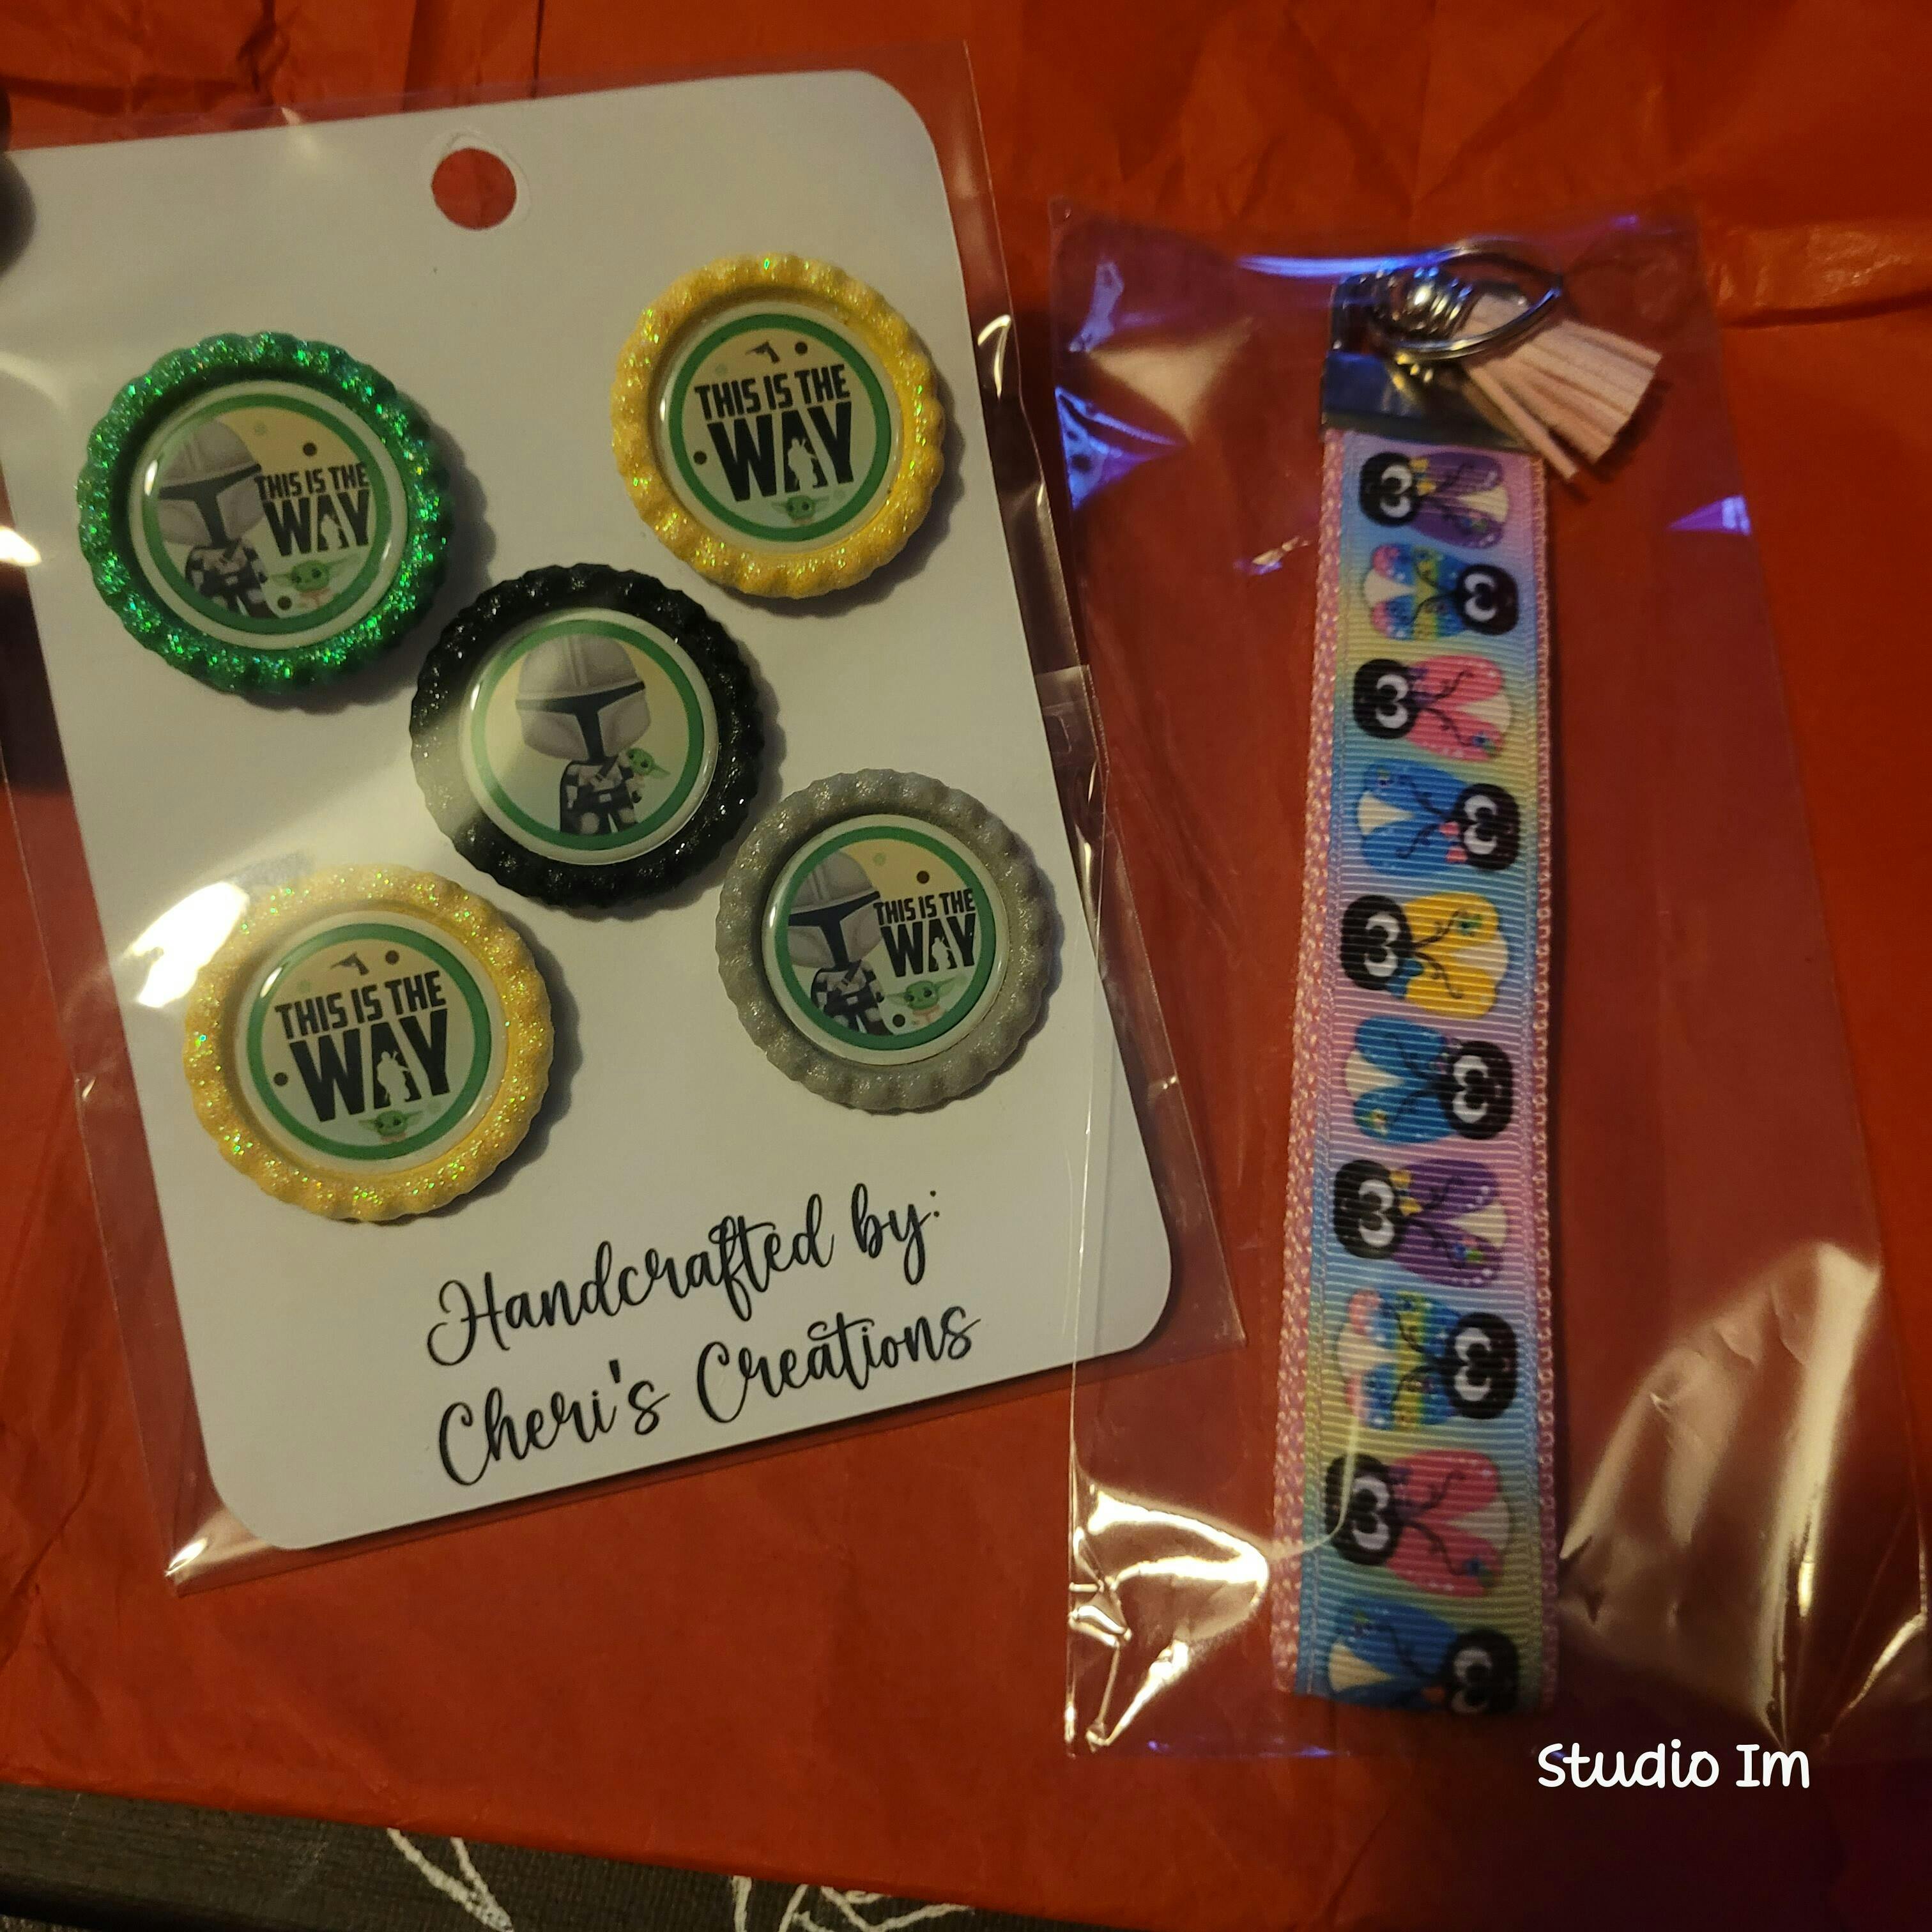 THIS IS THE
WAY
THIS IS THE
WAY
THIS IS THE
WAY
THIS IS THE
WAY
Handcrafted by:
Cheri's Creations
Studio Im